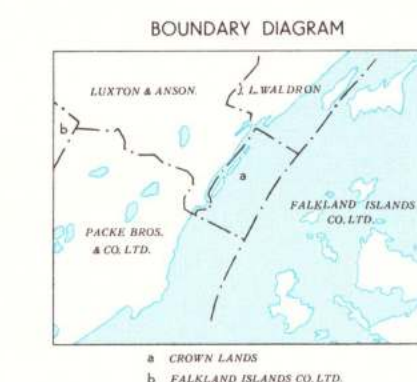 BOUNDARY DIAGRAM
LUXTON & ANSON
J. L. WALDRON
b
a
FALKLAND ISLANDS
CO. LTD.
PACKE BROS.
& CO. LTD.
a CROWN LANDS
b FALKLAND ISLANDS CO. LTD.